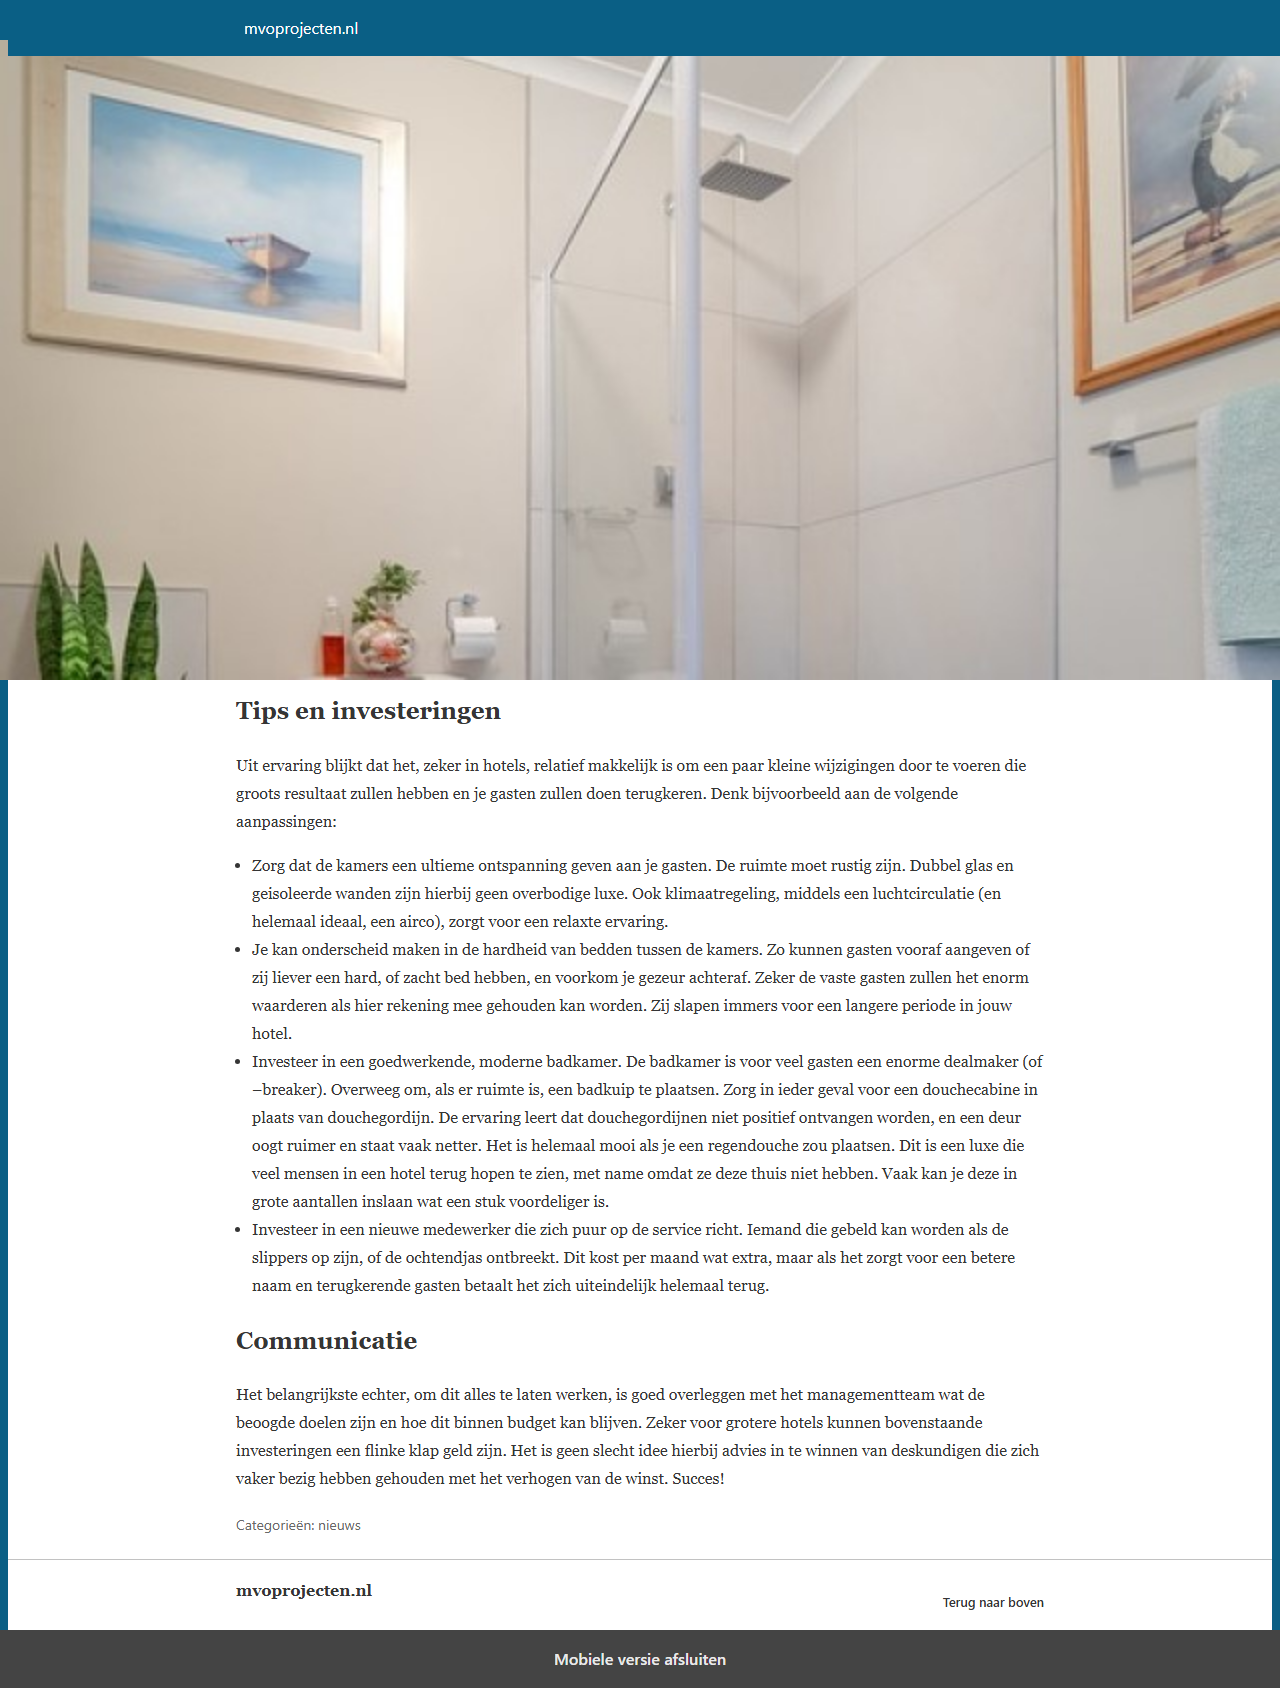 mvoprojecten.nl
Tips en investeringen
Uit ervaring blijkt dat het, zeker in hotels, relatief makkelijk is om een paar kleine wijzigingen door te voeren die
groots resultaat zullen hebben en je gasten zullen doen terugkeren. Denk bijvoorbeeld aan de volgende
aanpassingen:
• Zorg dat de kamers een ultieme ontspanning geven aan je gasten. De ruimte moet rustig zijn. Dubbel glas en
geisoleerde wanden zijn hierbij geen overbodige luxe. Ook klimaatregeling, middels een luchtcirculatie (en
helemaal ideaal, een airco), zorgt voor een relaxte ervaring.
• Je kan onderscheid maken in de hardheid van bedden tussen de kamers. Zo kunnen gasten vooraf aangeven of
zij liever een hard, of zacht bed hebben, en voorkom je gezeur achteraf. Zeker de vaste gasten zullen het enorm
waarderen als hier rekening mee gehouden kan worden. Zij slapen immers voor een langere periode in jouw
hotel.
• Investeer in een goedwerkende, moderne badkamer. De badkamer is voor veel gasten een enorme dealmaker (of
–breaker). Overweeg om, als er ruimte is, een badkuip te plaatsen. Zorg in ieder geval voor een douchecabine in
plaats van douchegordijn. De ervaring leert dat douchegordijnen niet positief ontvangen worden, en een deur
oogt ruimer en staat vaak netter. Het is helemaal mooi als je een regendouche zou plaatsen. Dit is een luxe die
veel mensen in een hotel terug hopen te zien, met name omdat ze deze thuis niet hebben. Vaak kan je deze in
grote aantallen inslaan wat een stuk voordeliger is.
• Investeer in een nieuwe medewerker die zich puur op de service richt. Iemand die gebeld kan worden als de
slippers op zijn, of de ochtendjas ontbreekt. Dit kost per maand wat extra, maar als het zorgt voor een betere
naam en terugkerende gasten betaalt het zich uiteindelijk helemaal terug.
Communicatie
Het belangrijkste echter, om dit alles te laten werken, is goed overleggen met het managementteam wat de
beoogde doelen zijn en hoe dit binnen budget kan blijven. Zeker voor grotere hotels kunnen bovenstaande
investeringen een flinke klap geld zijn. Het is geen slecht idee hierbij advies in te winnen van deskundigen die zich
vaker bezig hebben gehouden met het verhogen van de winst. Succes!
Categorieën: nieuws
mvoprojecten.nl
Terug naar boven
Mobiele versie afsluiten